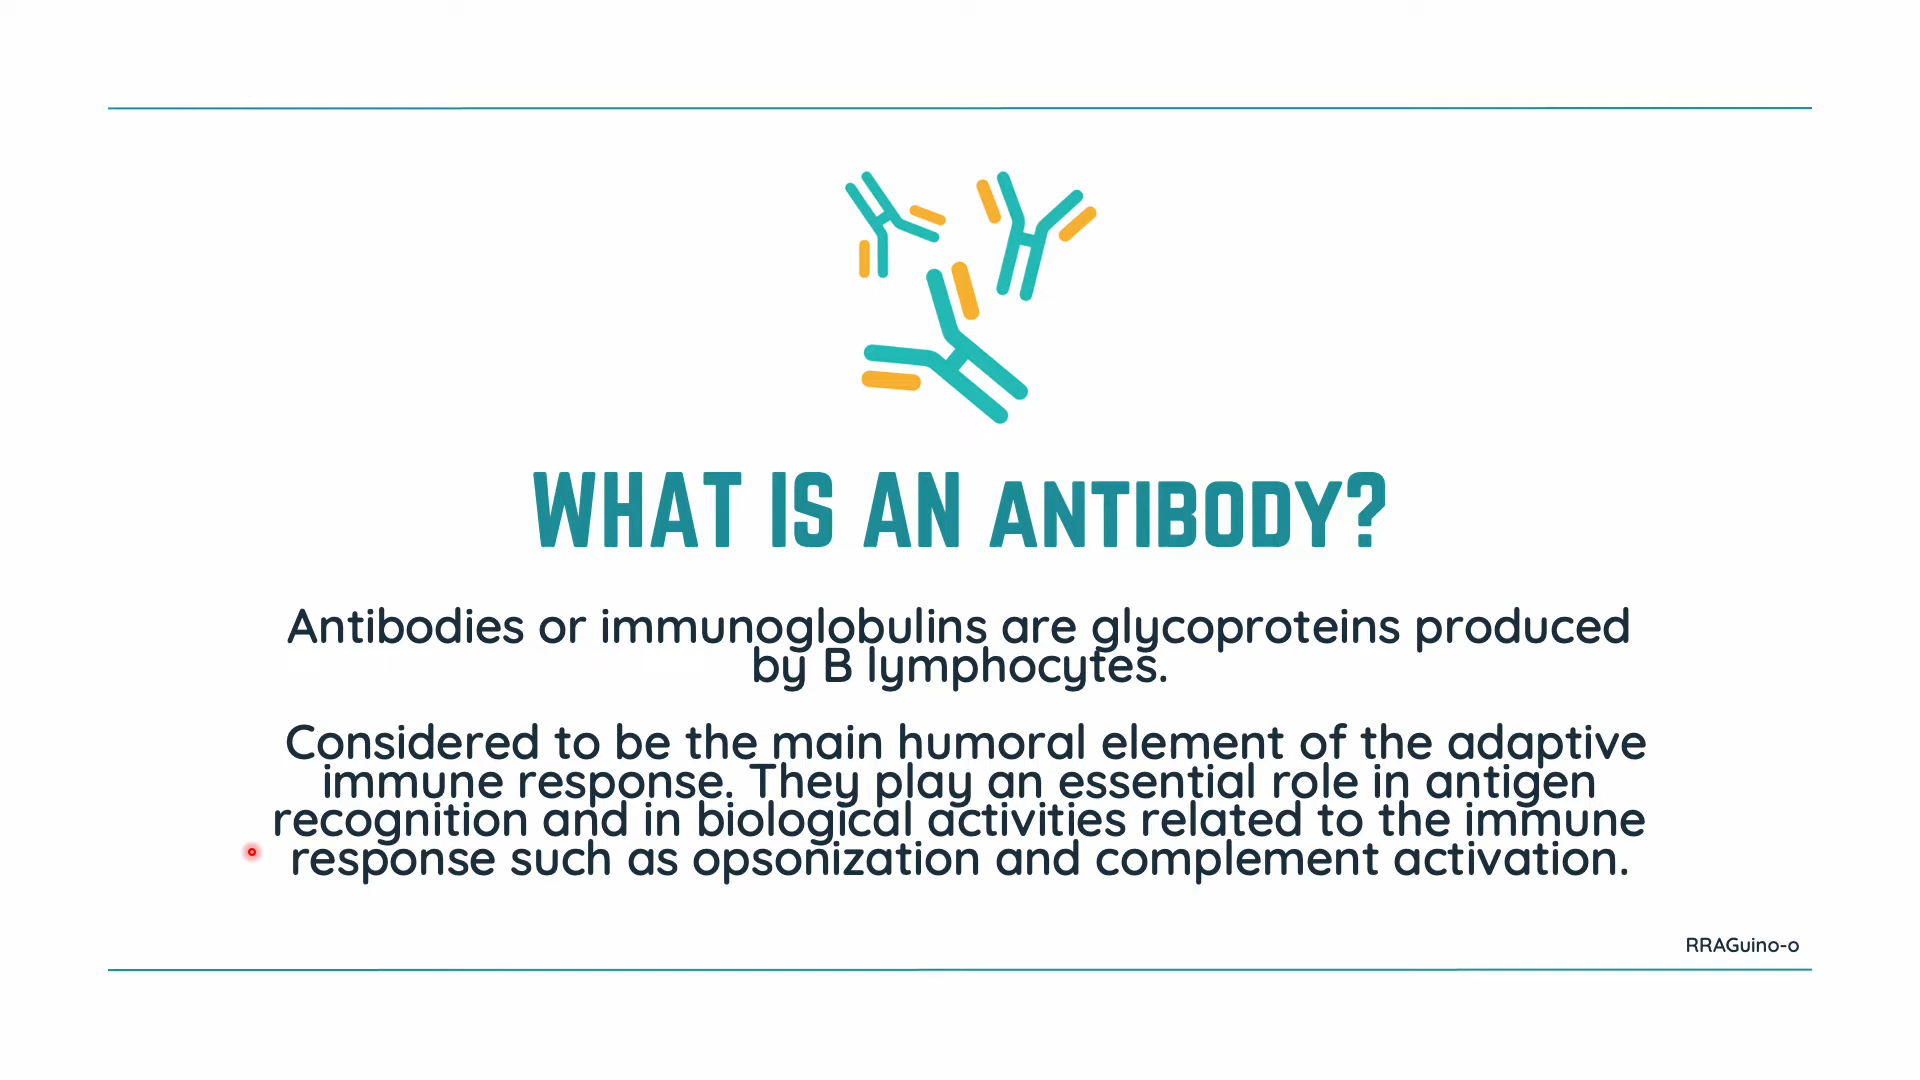 WHAT IS AN ANTIBODY?
Antibodies or immunoglobulins are glycoproteins produced
by B lymphocytes.
Considered to be the main humoral element of the adaptive
immune response. They play an essential role in antigen
recognition and in biological activities related to the immune
response such as opsonization and complement activation.
RRAGuino-o